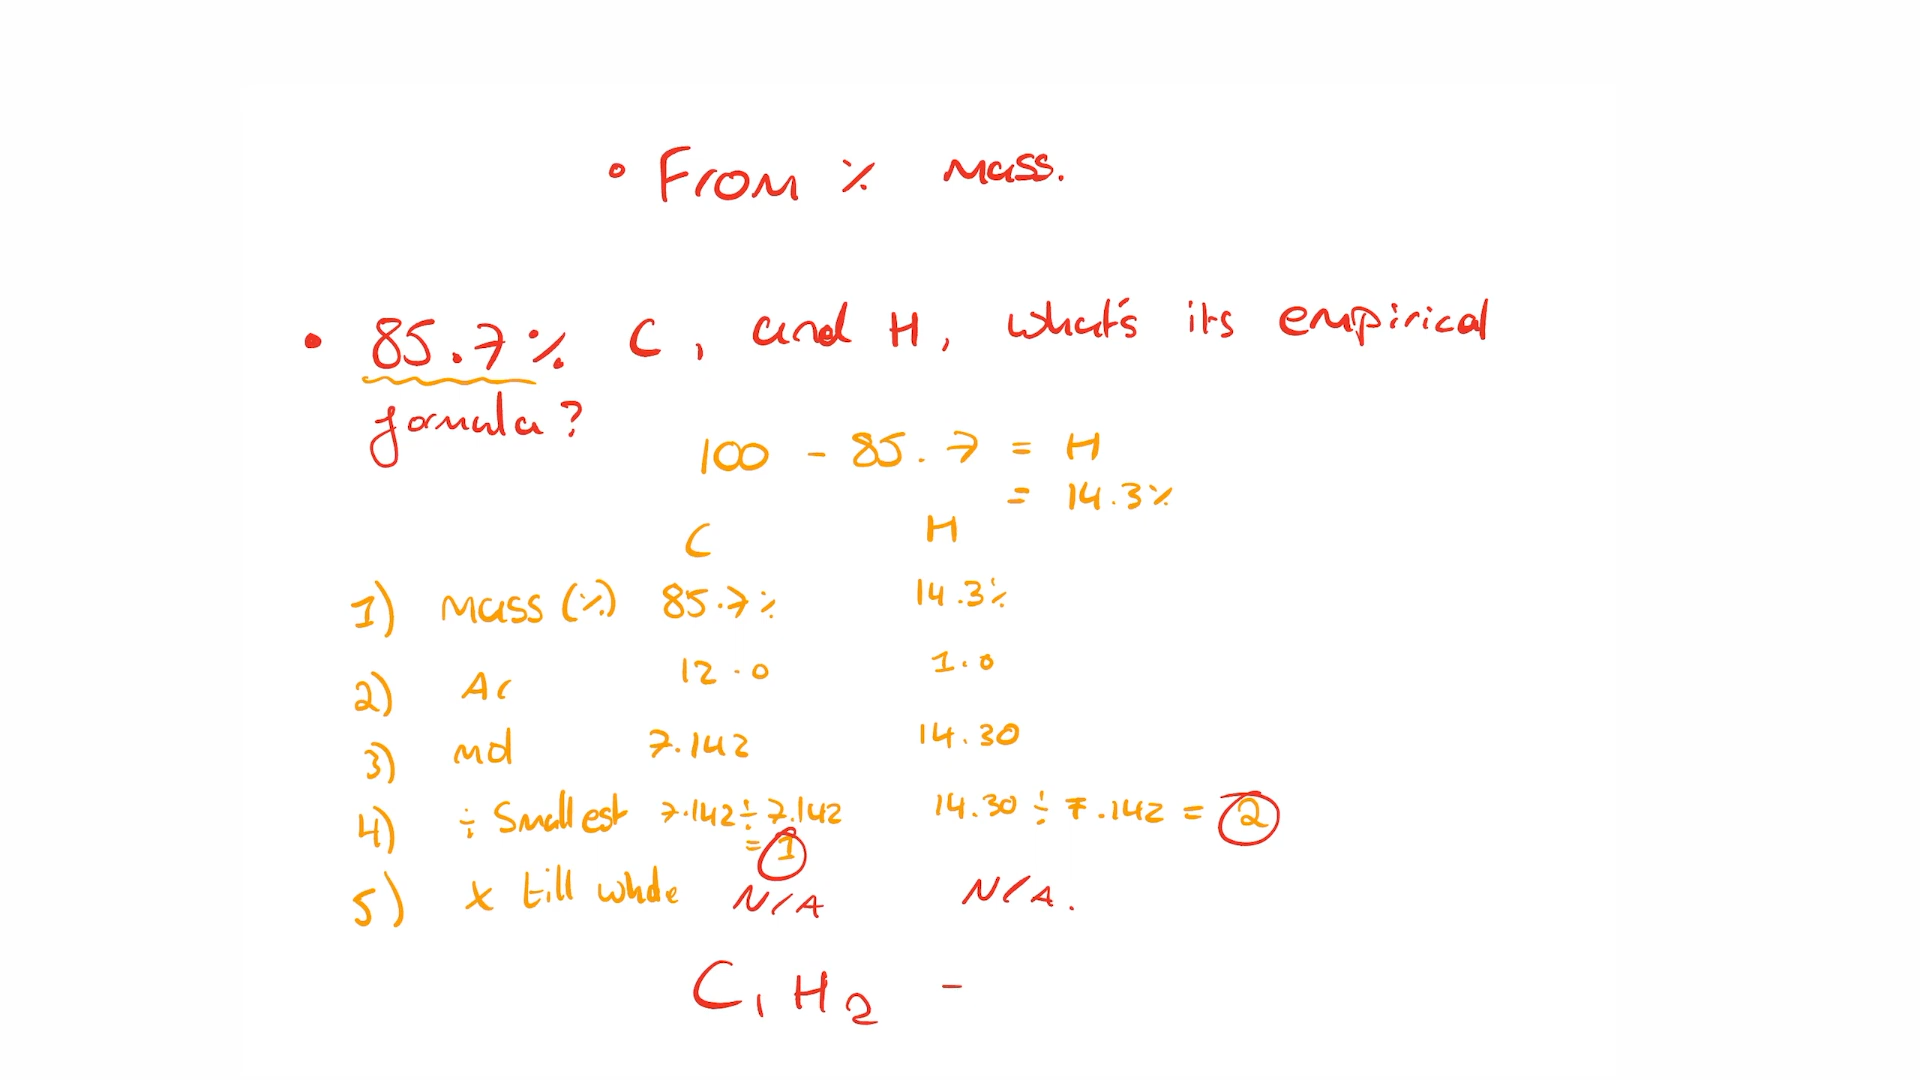 • From % mass.
• 85.7% C, and H, what's its empirical
formula?
100 - 85.7 = H
= 14.3%
C H
1) mass (%) 85.7% 14.3%
2) Ar 12.0 1.0
3) mol 7.142 14.30
4) ÷ Smallest 7.142 ÷ 7.142 14.30 ÷ 7.142 = 2
= 1
5) x till whole N/A N/A.
C₁H₂ -